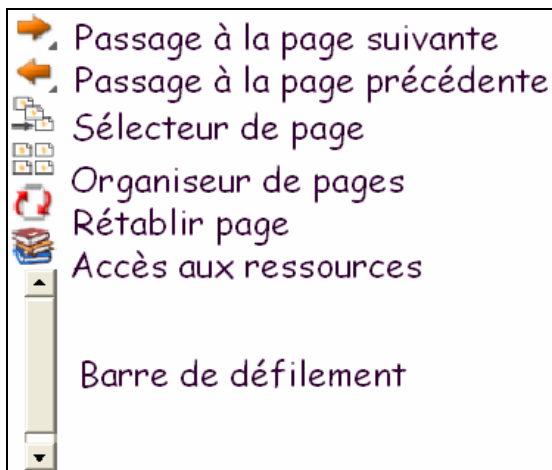 Passage à la page suivante
Passage à la page précédente
Sélecteur de page
Organiseur de pages
Rétablir page
Accès aux ressources
Barre de défilement